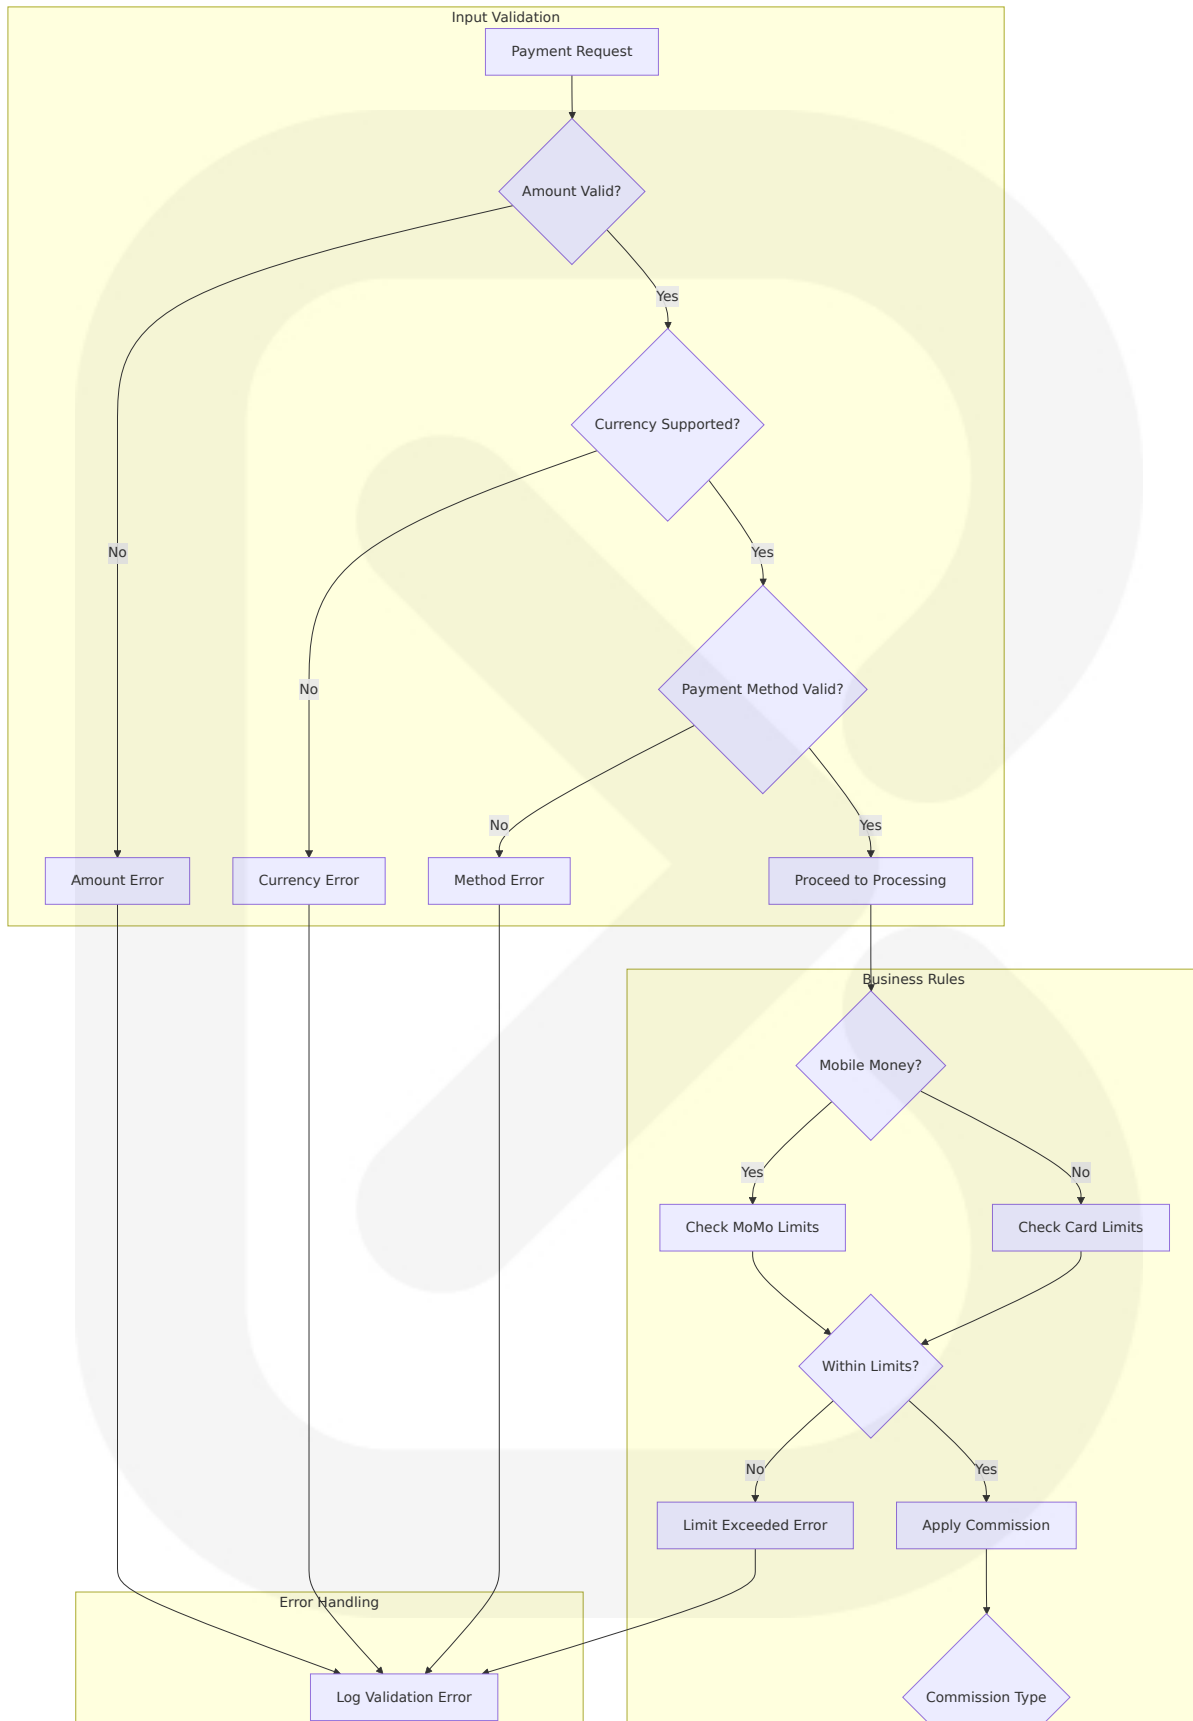 Input Validation
Payment Request
Amount Valid?
Yes
Currency Supported?
No
Yes
No
Payment Method Valid?
No
Yes
Amount Error
Currency Error
Method Error
Proceed to Processing
Business Rules
Mobile Money?
Yes
No
Check MoMo Limits
Check Card Limits
Within Limits?
No
Yes
Limit Exceeded Error
Apply Commission
Error Handling
Log Validation Error
Commission Type